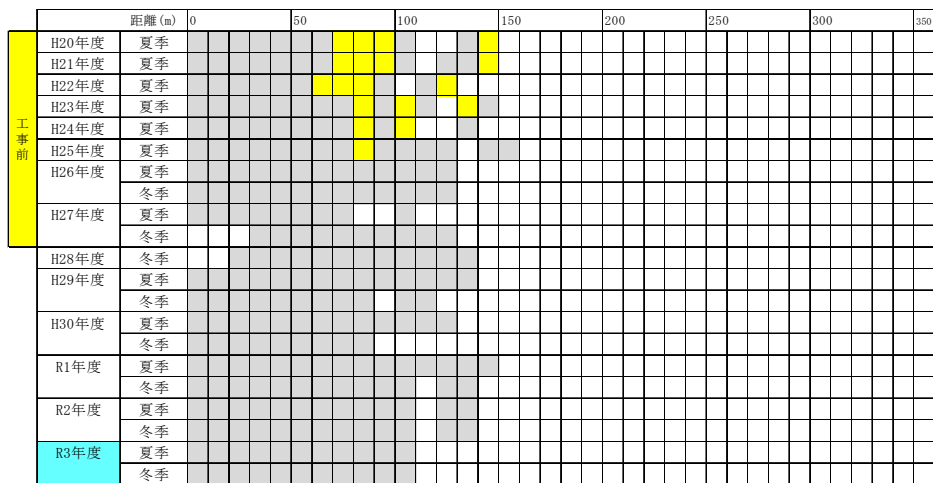 距離(m) 0 50 100 150 200 250 300 350
工事前
H20年度 夏季
H21年度 夏季
H22年度 夏季
H23年度 夏季
H24年度 夏季
H25年度 夏季
H26年度 夏季
冬季
H27年度 夏季
冬季
H28年度 冬季
H29年度 夏季
冬季
H30年度 夏季
冬季
R1年度 夏季
冬季
R2年度 夏季
冬季
R3年度 夏季
冬季